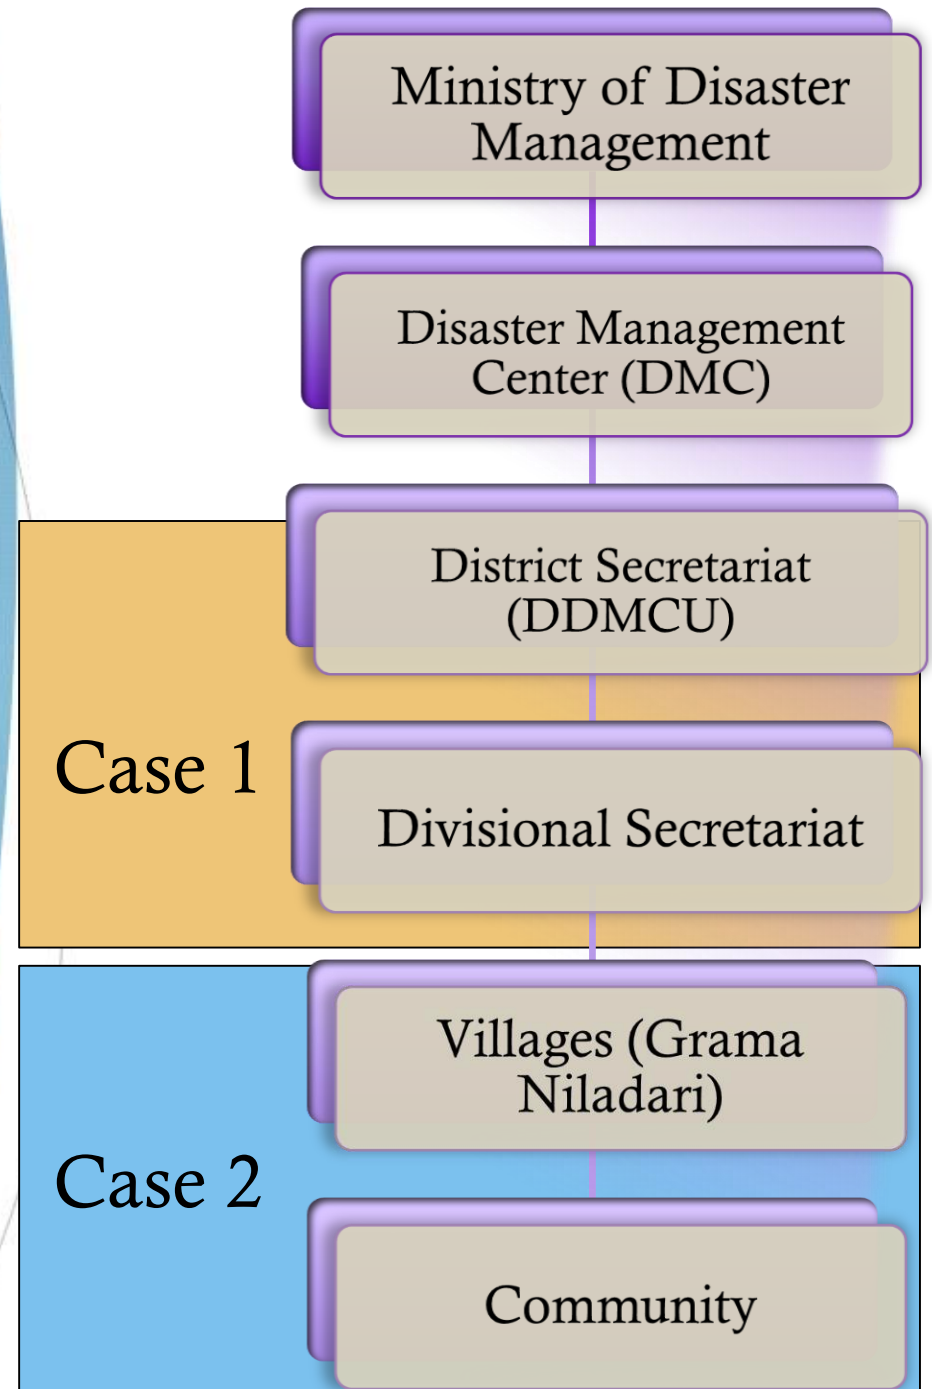 Ministry of Disaster
Management
Disaster Management
Center (DMC)
District Secretariat
(DDMCU)
Case 1
Divisional Secretariat
Villages (Grama
Niladari)
Case 2
Community